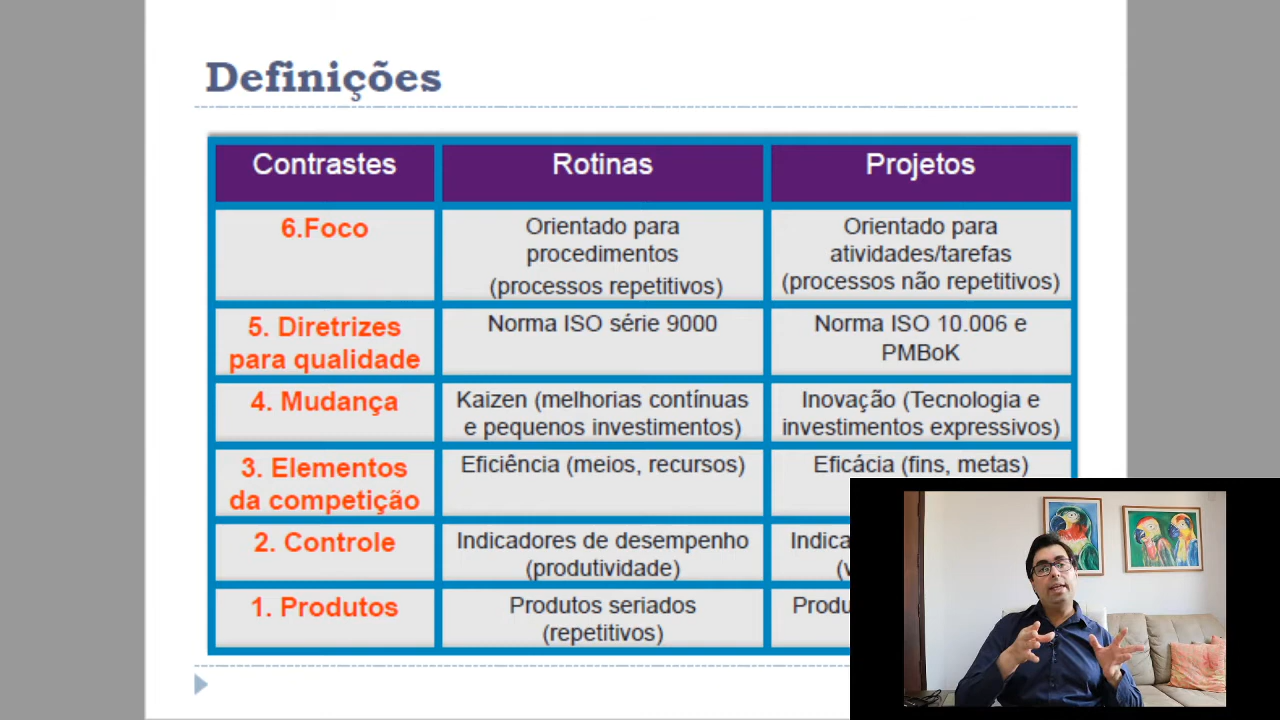 Definições
Contrastes Rotinas Projetos
6.Foco
Orientado para
procedimentos
(processos repetitivos)
Orientado para
atividades/tarefas
(processos não repetitivos)
5. Diretrizes
para qualidade
Norma ISO série 9000
Norma ISO 10.006 e
PMBoK
4. Mudança
Kaizen (melhorias contínuas
e pequenos investimentos)
Inovação (Tecnologia e
investimentos expressivos)
3. Elementos
da competição
Eficiência (meios, recursos)
Eficácia (fins, metas)
2. Controle
Indicadores de desempenho
(produtividade)
1. Produtos
Produtos seriados
(repetitivos)